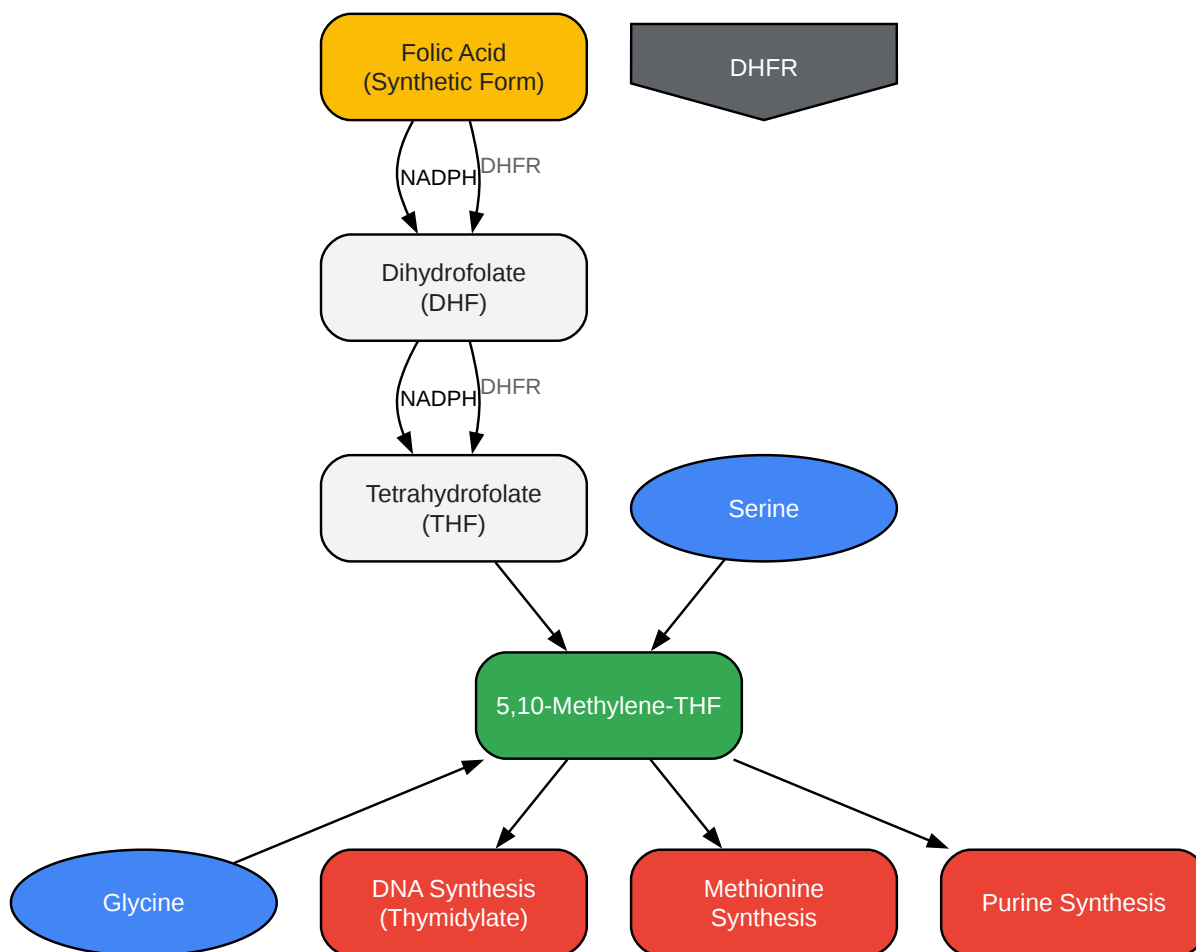 Folic Acid
(Synthetic Form)
DHFR
NADPH
DHFR
Dihydrofolate
(DHF)
NADPH
DHFR
Tetrahydrofolate
(THF)
Serine
5,10-Methylene-THF
Glycine
DNA Synthesis
(Thymidylate)
Methionine
Synthesis
Purine Synthesis